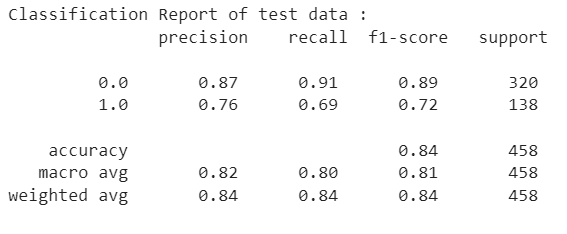 Classification Report of test data :
precision recall f1-score support
0.0 0.87 0.91 0.89 320
1.0 0.76 0.69 0.72 138
accuracy 0.84 458
macro avg 0.82 0.80 0.81 458
weighted avg 0.84 0.84 0.84 458